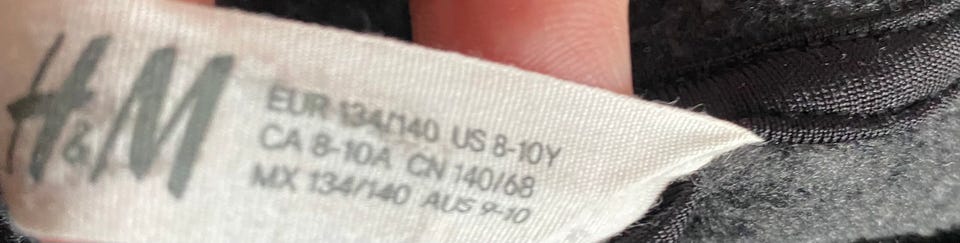 H&M
EUR 134/140 US 8-10Y
CA 8-10A CN 140/68
MX 134/140 AUS 9-10